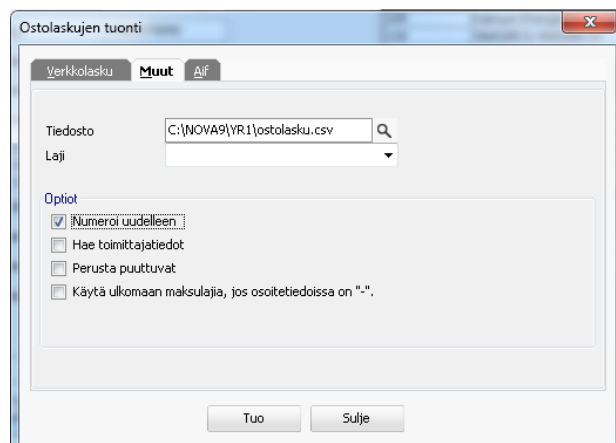 Ostolaskujen tuonti
Verkkolasku Muut Aif
Tiedosto C:\NOVA9\YR1\ostolasku.csv
Laji
Optiot
Numeroi uudelleen
Hae toimittajatiedot
Perusta puuttuvat
Käytä ulkomaan maksulajia, jos osoitetiedoissa on "-".
Tuo Sulje